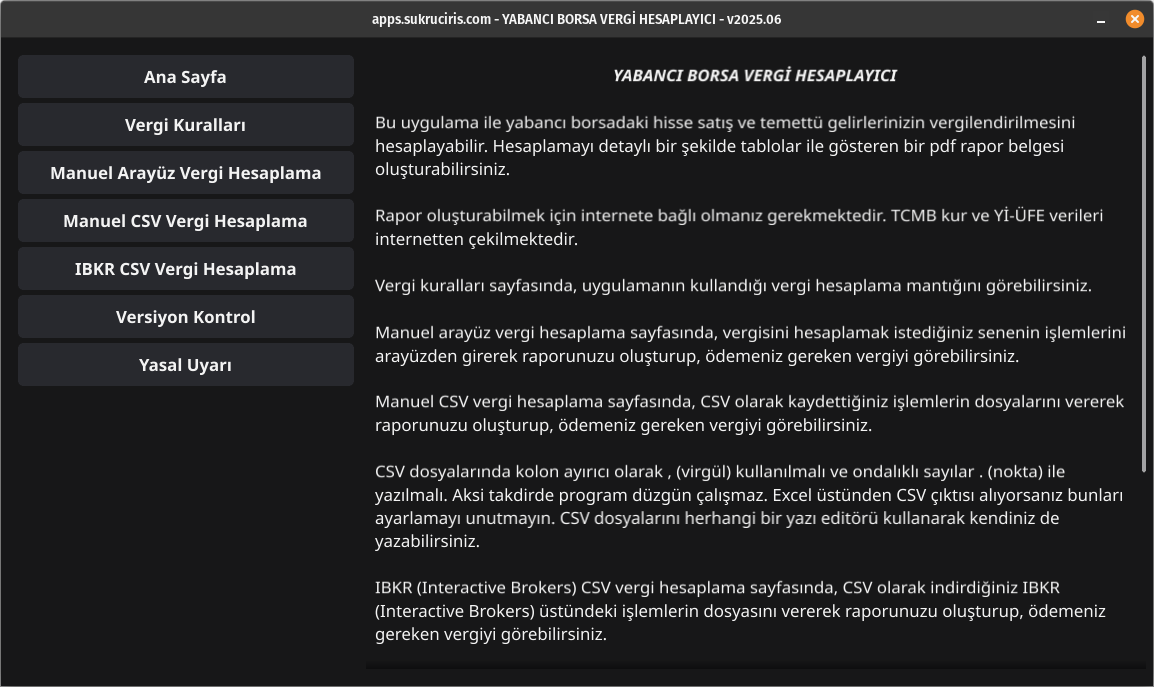 apps.sukruciris.com - YABANCI BORSA VERGİ HESAPLAYICI - v2025.06
Ana Sayfa
Vergi Kuralları
Manuel Arayüz Vergi Hesaplama
Manuel CSV Vergi Hesaplama
IBKR CSV Vergi Hesaplama
Versiyon Kontrol
Yasal Uyarı
YABANCI BORSA VERGİ HESAPLAYICI
Bu uygulama ile yabancı borsadaki hisse satış ve temettü gelirlerinizin vergilendirilmesini
hesaplayabilir. Hesaplamayı detaylı bir şekilde tablolar ile gösteren bir pdf rapor belgesi
oluşturabilirsiniz.
Rapor oluşturabilmek için internete bağlı olmanız gerekmektedir. TCMB kur ve Yİ-ÜFE verileri
internetten çekilmektedir.
Vergi kuralları sayfasında, uygulamanın kullandığı vergi hesaplama mantığını görebilirsiniz.
Manuel arayüz vergi hesaplama sayfasında, vergisini hesaplamak istediğiniz senenin işlemlerini
arayüzden girerek raporunuzu oluşturup, ödemeniz gereken vergiyi görebilirsiniz.
Manuel CSV vergi hesaplama sayfasında, CSV olarak kaydettiğiniz işlemlerin dosyalarını vererek
raporunuzu oluşturup, ödemeniz gereken vergiyi görebilirsiniz.
CSV dosyalarında kolon ayırıcı olarak , (virgül) kullanılmalı ve ondalıklı sayılar . (nokta) ile
yazılmalı. Aksi takdirde program düzgün çalışmaz. Excel üstünden CSV çıktısı alıyorsanız bunları
ayarlamayı unutmayın. CSV dosyalarını herhangi bir yazı editörü kullanarak kendiniz de
yazabilirsiniz.
IBKR (Interactive Brokers) CSV vergi hesaplama sayfasında, CSV olarak indirdiğiniz IBKR
(Interactive Brokers) üstündeki işlemlerin dosyasını vererek raporunuzu oluşturup, ödemeniz
gereken vergiyi görebilirsiniz.